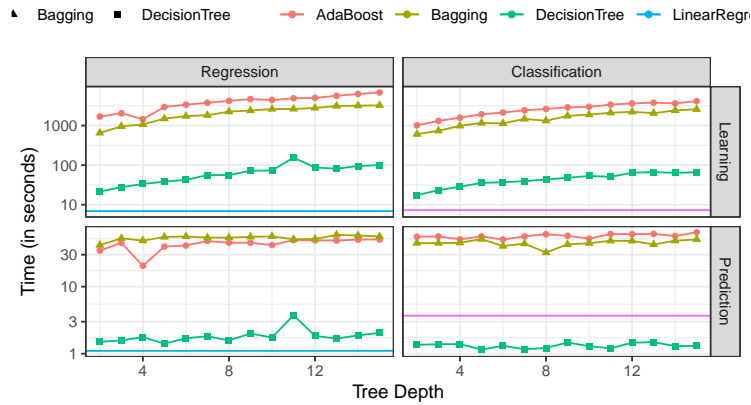 Bagging DecisionTree AdaBoost Bagging DecisionTree LinearRegre
Regression Classification
1000
100
10
Learning
Time (in seconds)
30
10
3
1
Prediction
4 8 12 4 8 12
Tree Depth